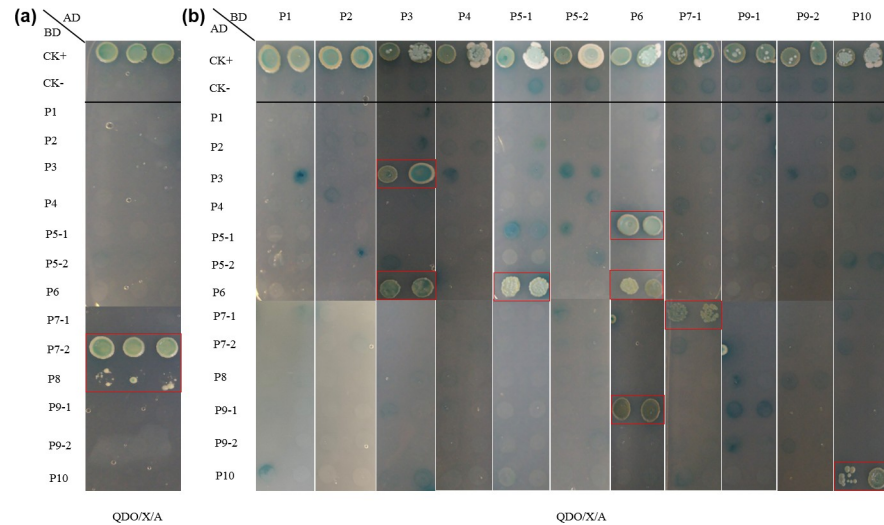 (a) AD
BD
(b) BD
AD
P1 P2 P3 P4 P5-1 P5-2 P6 P7-1 P9-1 P9-2 P10
CK+ CK+
CK- CK-
P1 P1
P2 P2
P3 P3
P4 P4
P5-1 P5-1
P5-2 P5-2
P6 P6
P7-1 P7-1
P7-2 P7-2
P8 P8
P9-1 P9-1
P9-2 P9-2
P10 P10
QDO/X/A QDO/X/A